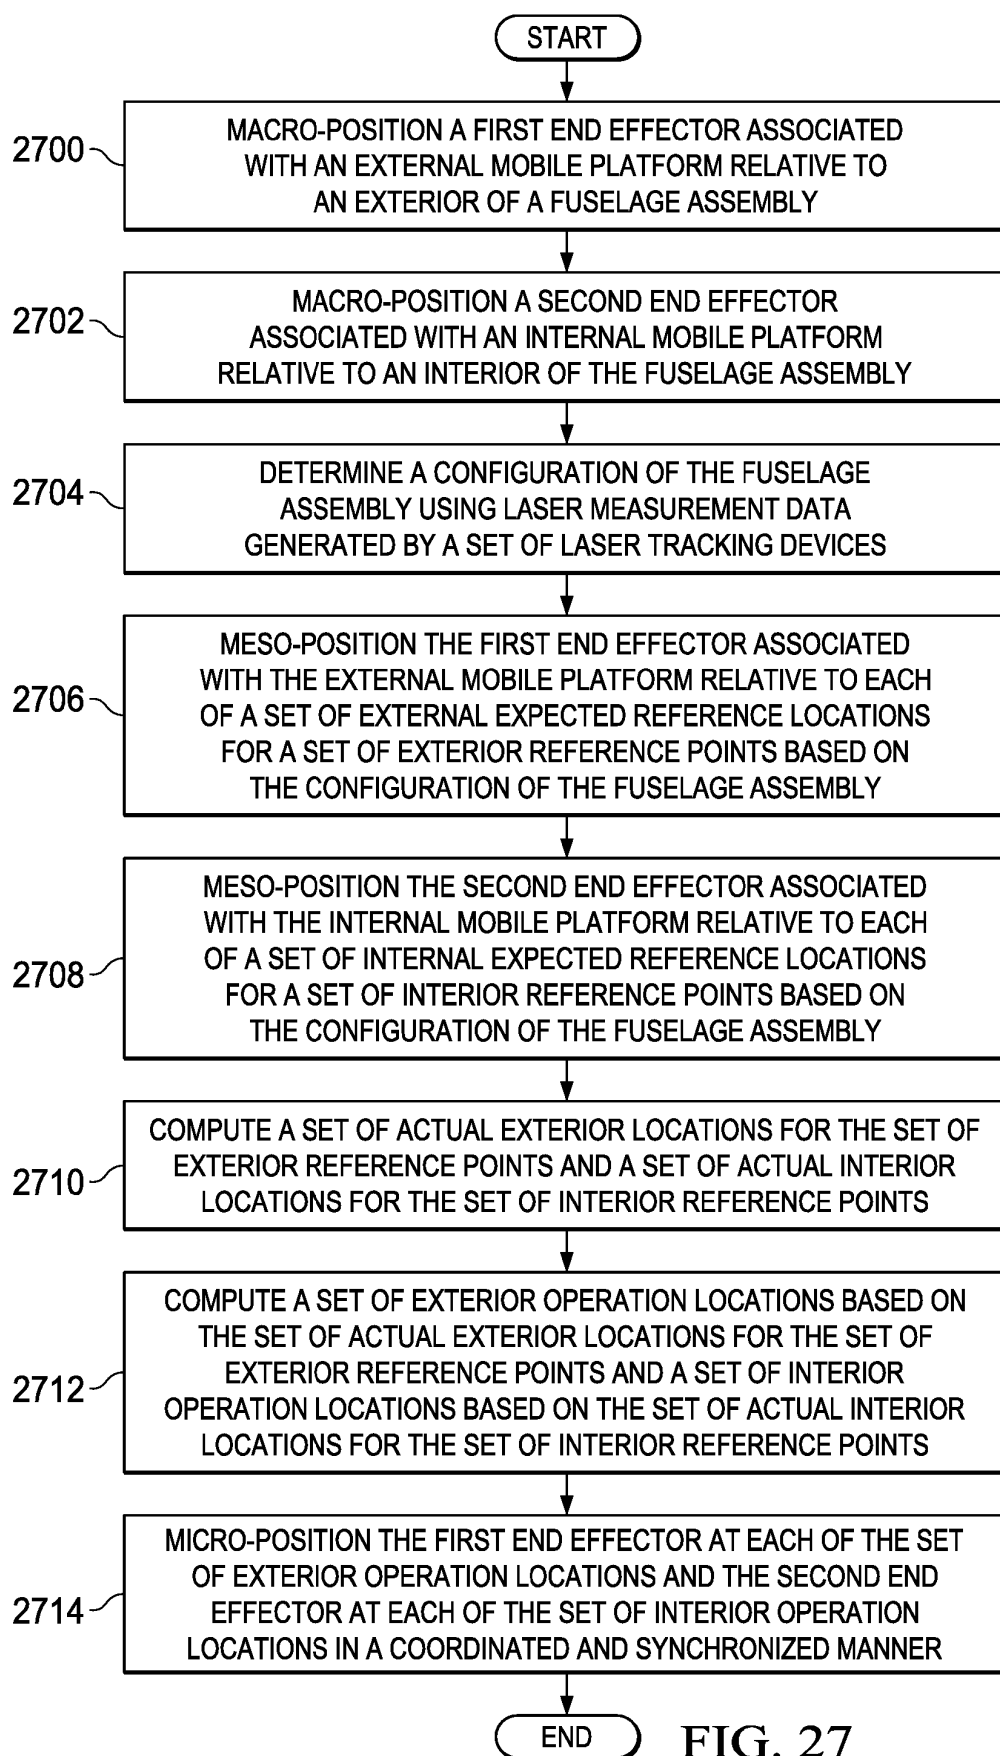 START
2700
MACRO-POSITION A FIRST END EFFECTOR ASSOCIATED
WITH AN EXTERNAL MOBILE PLATFORM RELATIVE TO
AN EXTERIOR OF A FUSELAGE ASSEMBLY
2702
MACRO-POSITION A SECOND END EFFECTOR
ASSOCIATED WITH AN INTERNAL MOBILE PLATFORM
RELATIVE TO AN INTERIOR OF THE FUSELAGE ASSEMBLY
2704
DETERMINE A CONFIGURATION OF THE FUSELAGE
ASSEMBLY USING LASER MEASUREMENT DATA
GENERATED BY A SET OF LASER TRACKING DEVICES
2706
MESO-POSITION THE FIRST END EFFECTOR ASSOCIATED
WITH THE EXTERNAL MOBILE PLATFORM RELATIVE TO EACH
OF A SET OF EXTERNAL EXPECTED REFERENCE LOCATIONS
FOR A SET OF EXTERIOR REFERENCE POINTS BASED ON
THE CONFIGURATION OF THE FUSELAGE ASSEMBLY
2708
MESO-POSITION THE SECOND END EFFECTOR ASSOCIATED
WITH THE INTERNAL MOBILE PLATFORM RELATIVE TO EACH
OF A SET OF INTERNAL EXPECTED REFERENCE LOCATIONS
FOR A SET OF INTERIOR REFERENCE POINTS BASED ON
THE CONFIGURATION OF THE FUSELAGE ASSEMBLY
2710
COMPUTE A SET OF ACTUAL EXTERIOR LOCATIONS FOR THE SET OF
EXTERIOR REFERENCE POINTS AND A SET OF ACTUAL INTERIOR
LOCATIONS FOR THE SET OF INTERIOR REFERENCE POINTS
2712
COMPUTE A SET OF EXTERIOR OPERATION LOCATIONS BASED ON
THE SET OF ACTUAL EXTERIOR LOCATIONS FOR THE SET OF
EXTERIOR REFERENCE POINTS AND A SET OF INTERIOR
OPERATION LOCATIONS BASED ON THE SET OF ACTUAL INTERIOR
LOCATIONS FOR THE SET OF INTERIOR REFERENCE POINTS
2714
MICRO-POSITION THE FIRST END EFFECTOR AT EACH OF THE SET
OF EXTERIOR OPERATION LOCATIONS AND THE SECOND END
EFFECTOR AT EACH OF THE SET OF INTERIOR OPERATION
LOCATIONS IN A COORDINATED AND SYNCHRONIZED MANNER
END
FIG. 27